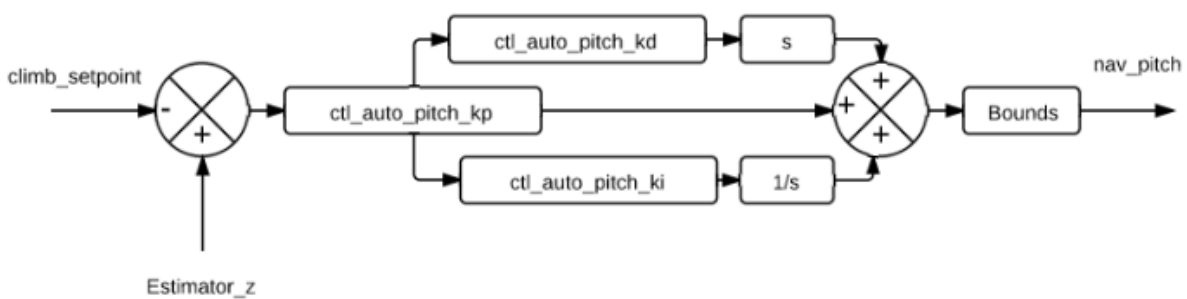 ctl_auto_pitch_kd
s
climb_setpoint
nav_pitch
-
+
ctl_auto_pitch_kp
+
+
+
Bounds
ctl_auto_pitch_ki
1/s
Estimator_z